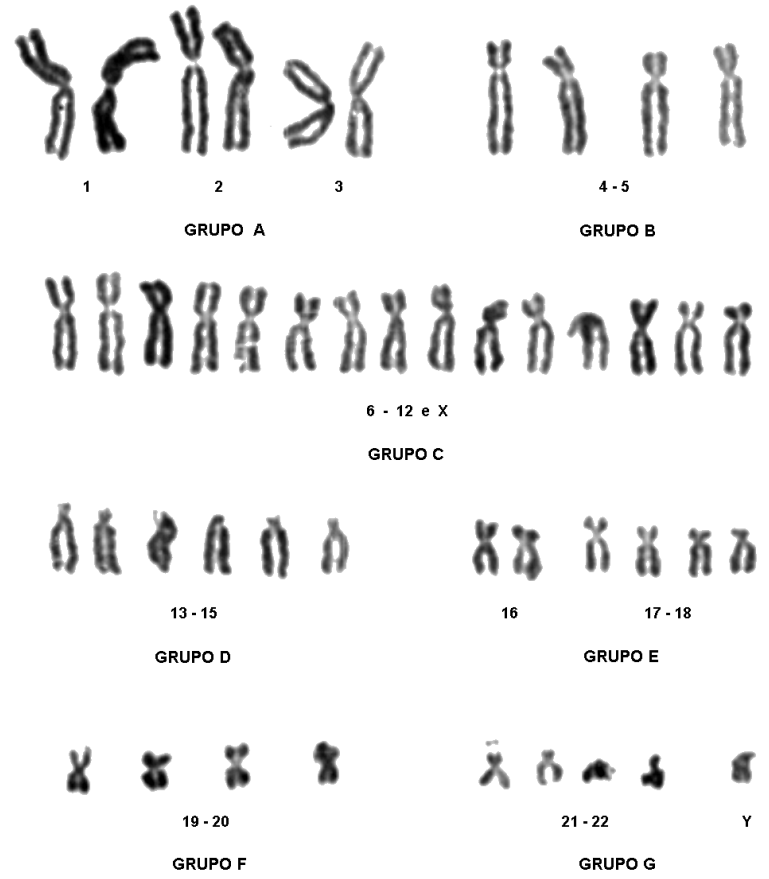 1 2 3 4 - 5
GRUPO A GRUPO B
6 - 12 e X
GRUPO C
13 - 15 16 17 - 18
GRUPO D GRUPO E
19 - 20 21 - 22 Y
GRUPO F GRUPO G